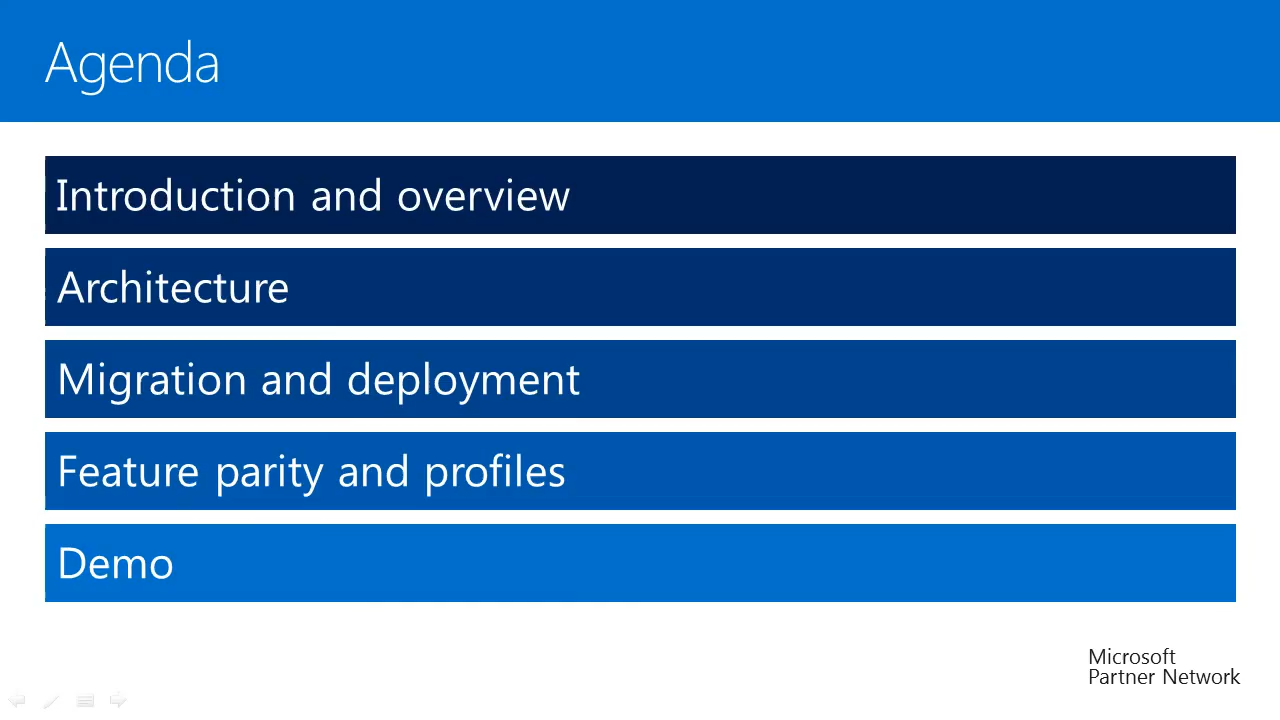 Agenda
Introduction and overview
Architecture
Migration and deployment
Feature parity and profiles
Demo
Microsoft
Partner Network